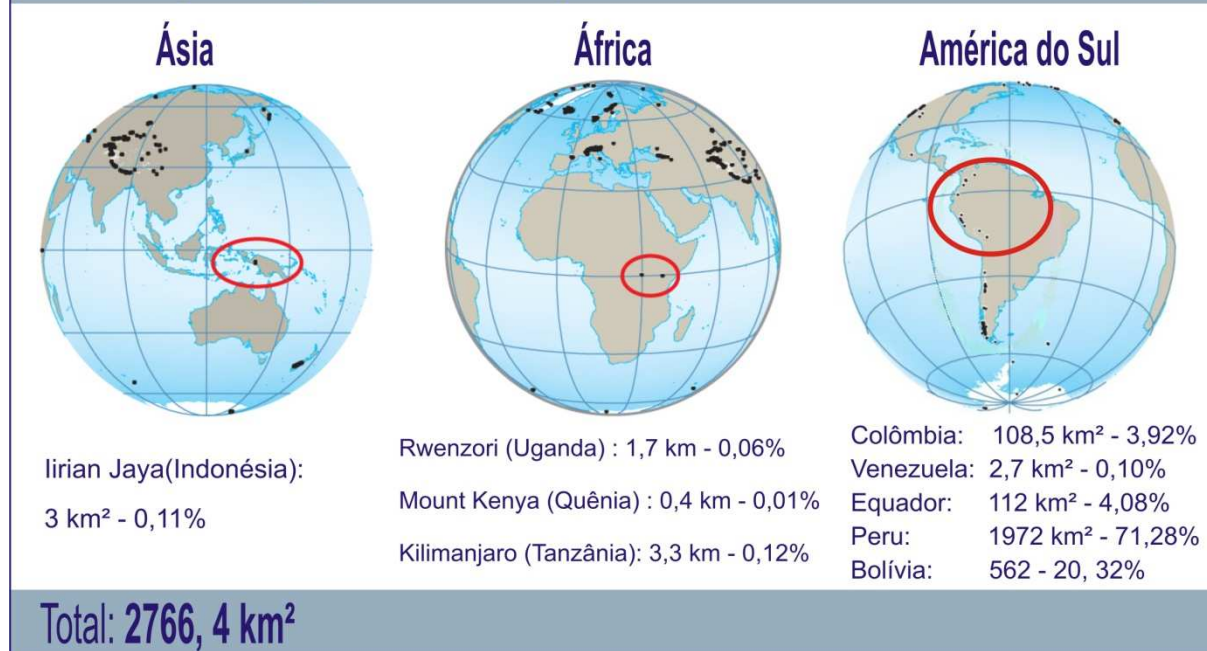 Ásia
África
América do Sul
Iirian Jaya(Indonésia):
3 km² - 0,11%
Rwenzori (Uganda) : 1,7 km - 0,06%
Mount Kenya (Quênia) : 0,4 km - 0,01%
Kilimanjaro (Tanzânia): 3,3 km - 0,12%
Colômbia: 108,5 km² - 3,92%
Venezuela: 2,7 km² - 0,10%
Equador: 112 km² - 4,08%
Peru: 1972 km² - 71,28%
Bolívia: 562 - 20, 32%
Total: 2766, 4 km²